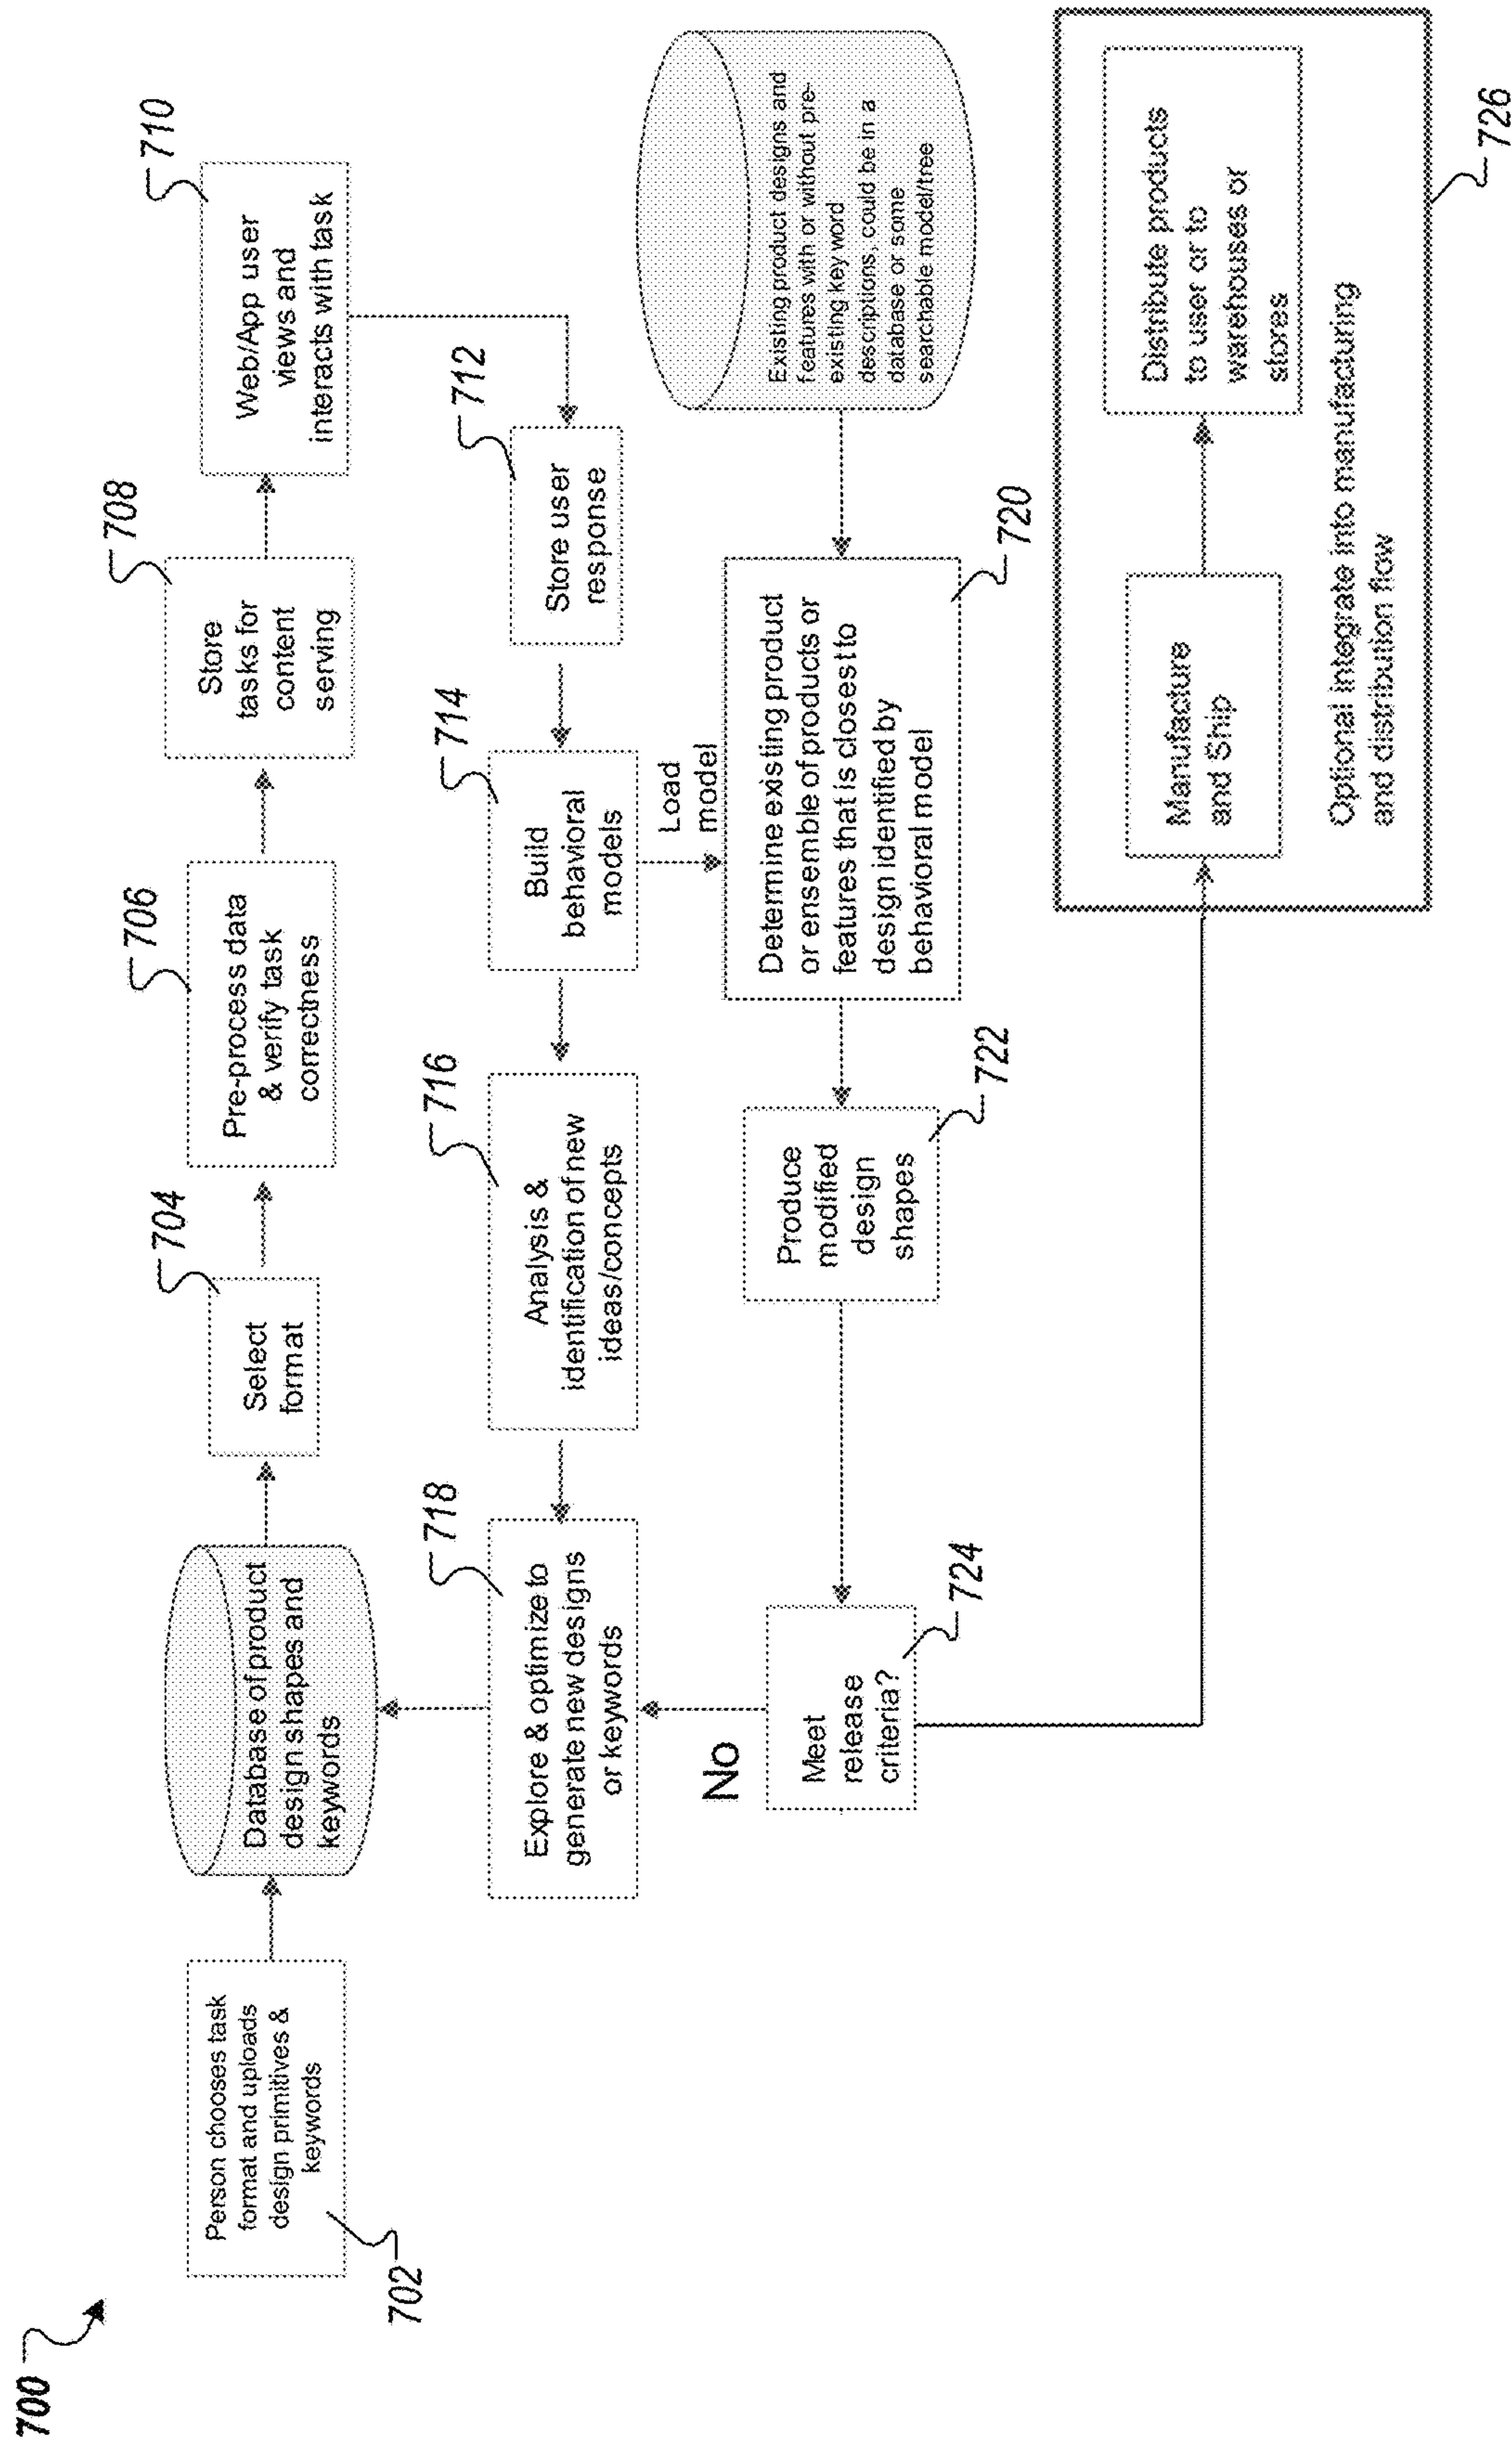 700
Person chooses task
format and uploads
design primitives &
keywords
702
Database of product
design shapes and
keywords
Select
format
704
Pre-process data
& verify task
correctness
706
Store
tasks for
content
serving
708
Web/App user
views and
interacts with task
710
Store user
response
712
Build
behavioral
models
714
Load
model
Analysis &
identification of new
ideas/concepts
716
Explore & optimize to
generate new designs
or keywords
718
Existing product designs and
features with or without pre-
existing key word
descriptions, could be in a
database or some
searchable model/tree
Determine existing product
or ensemble of products or
features that is closest to
design identified by
behavioral model
720
Produce
modified
design
shapes
722
No
Meet
release
criteria?
724
Manufacture
and Ship
Distribute products
to user or to
warehouses or
stores
Optional integrate into manufacturing
and distribution flow
726